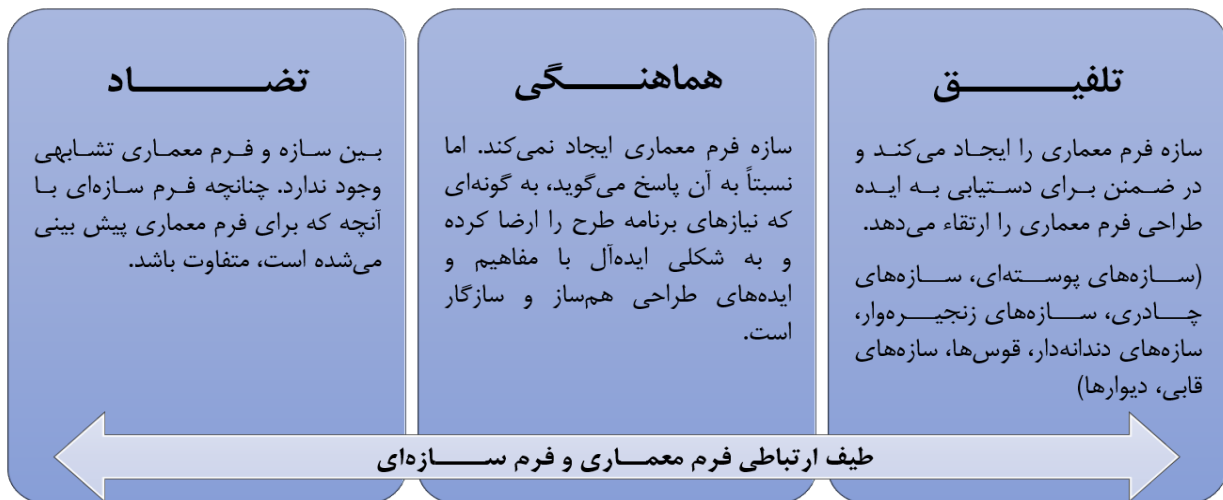 تلفیق
سازه فرم معماری را ایجاد می‌کند و
در ضمنن برای دستیابی به ایده
طراحی فرم معماری را ارتقاء می‌دهد.
(سازه‌های پوسته‌ای، سازه‌های
چادری، سازه‌های زنجیره‌وار،
سازه‌های دندانه‌دار، قوس‌ها، سازه‌های
قابی، دیوارها)
هماهنگی
سازه فرم معماری ایجاد نمی‌کند. اما
نسبتاً به آن پاسخ می‌گوید، به گونه‌ای
که نیازهای برنامه طرح را ارضا کرده
و به شکلی ایده‌آل با مفاهیم و
ایده‌های طراحی هم‌ساز و سازگار
است.
تضاد
بین سازه و فرم معماری تشابهی
وجود ندارد. چنانچه فرم سازه‌ای با
آنچه که برای فرم معماری پیش بینی
می‌شده است، متفاوت باشد.
طیف ارتباطی فرم معماری و فرم سازه‌ای